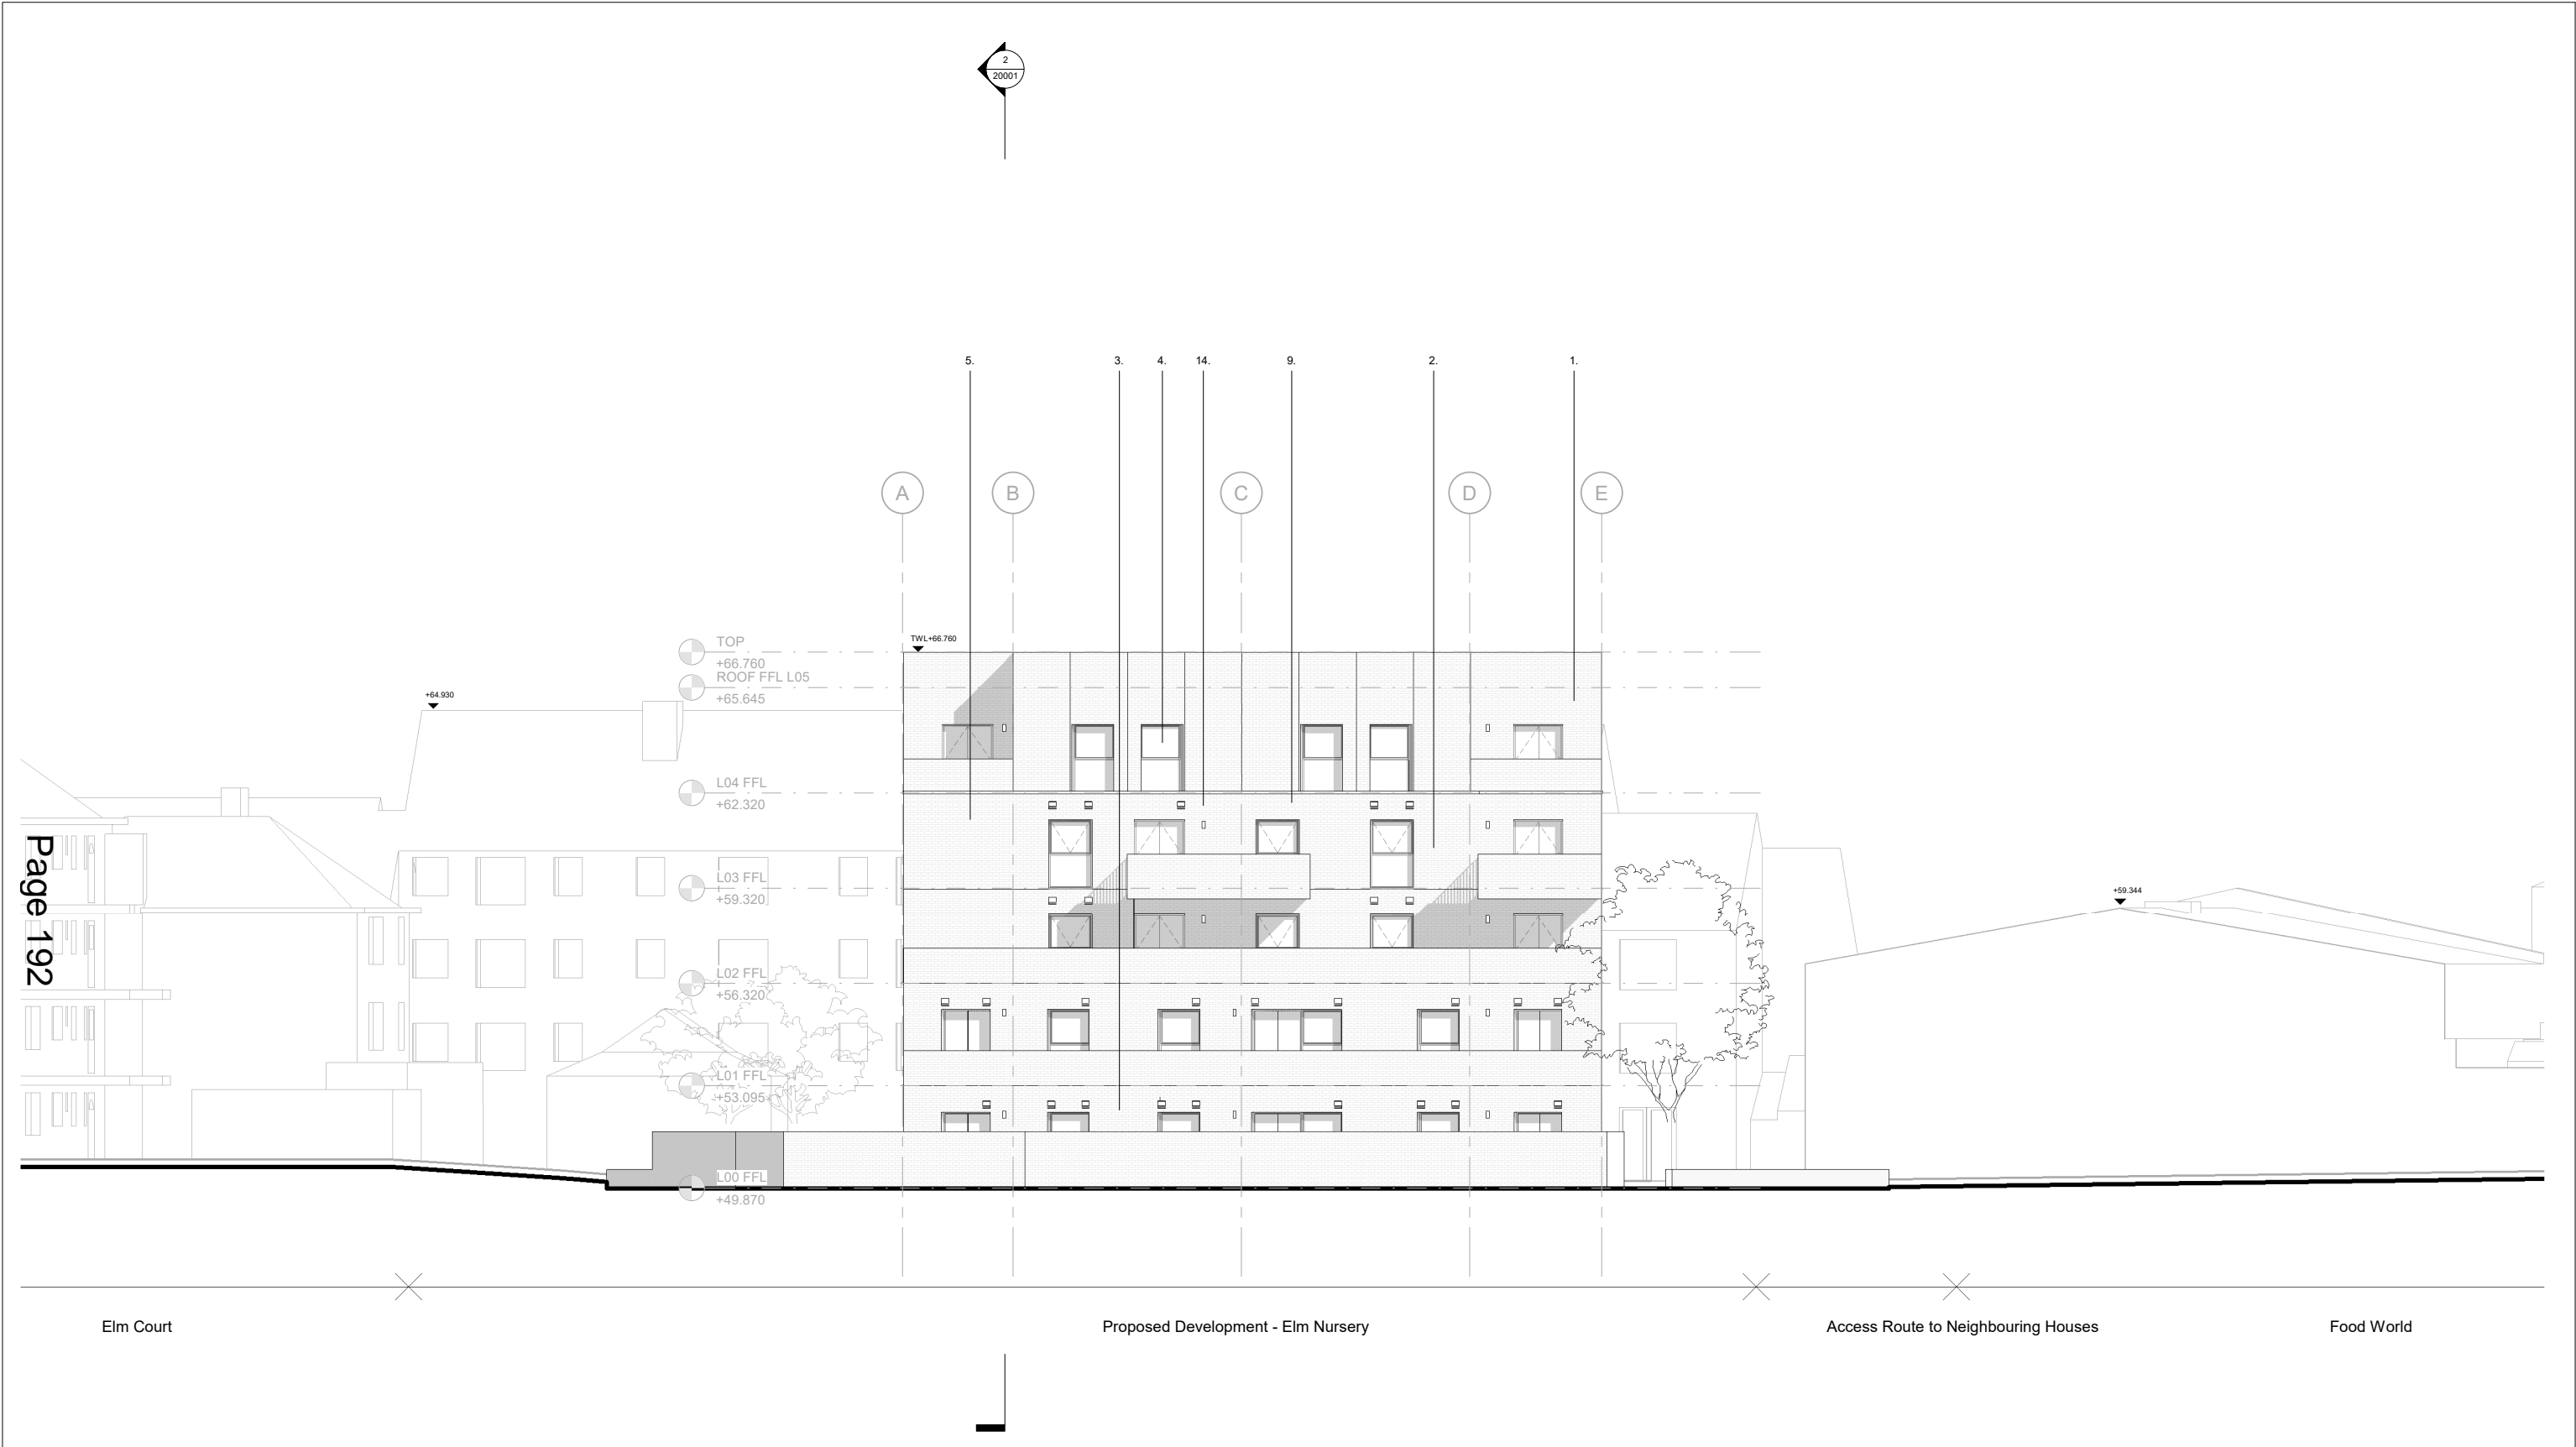 2
20001
5.
3.
4.
14.
9.
2.
1.
A
B
C
D
E
TWL+66.760
TOP
+66.760
ROOF FFL L05
+65.645
+64.930
L04 FFL
+62.320
L03 FFL
+59.320
+59.344
L02 FFL
+56.320
L01 FFL
+53.095
L00 FFL
+49.870
Page 192
Elm Court
Proposed Development - Elm Nursery
Access Route to Neighbouring Houses
Food World